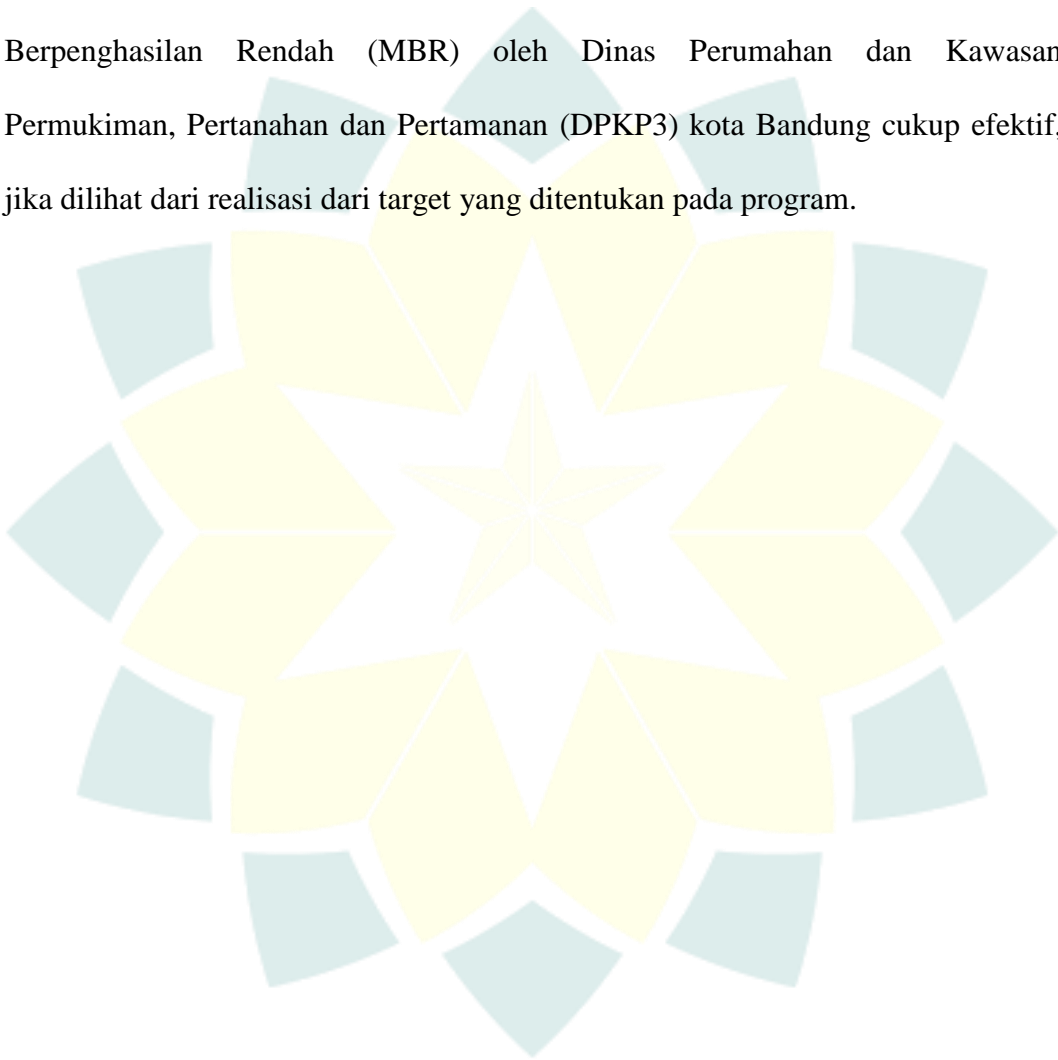 Berpenghasilan Rendah (MBR) oleh Dinas Perumahan dan Kawasan
Permukiman, Pertanahan dan Pertamanan (DPKP3) kota Bandung cukup efektif,
jika dilihat dari realisasi dari target yang ditentukan pada program.